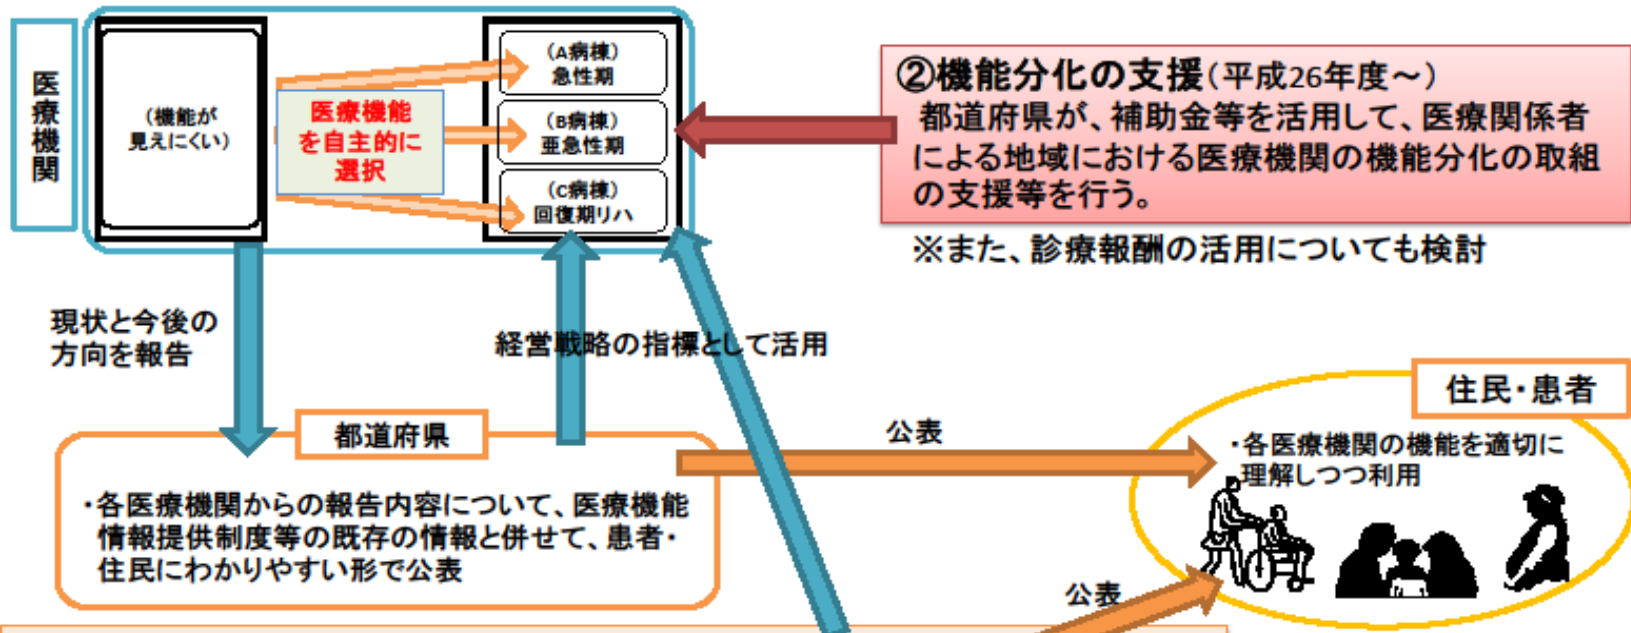 医療機関
(機能が
見えにくい)
医療機能
を自主的に
選択
(A病棟)
急性期
(B病棟)
亜急性期
(C病棟)
回復期リハ
②機能分化の支援(平成26年度～)
都道府県が、補助金等を活用して、医療関係者
による地域における医療機関の機能分化の取組
の支援等を行う。
※また、診療報酬の活用についても検討
現状と今後の
方向を報告
経営戦略の指標として活用
都道府県
・各医療機関からの報告内容について、医療機能
情報提供制度等の既存の情報と併せて、患者・
住民にわかりやすい形で公表
公表
住民・患者
・各医療機関の機能を適切に
理解しつつ利用
公表